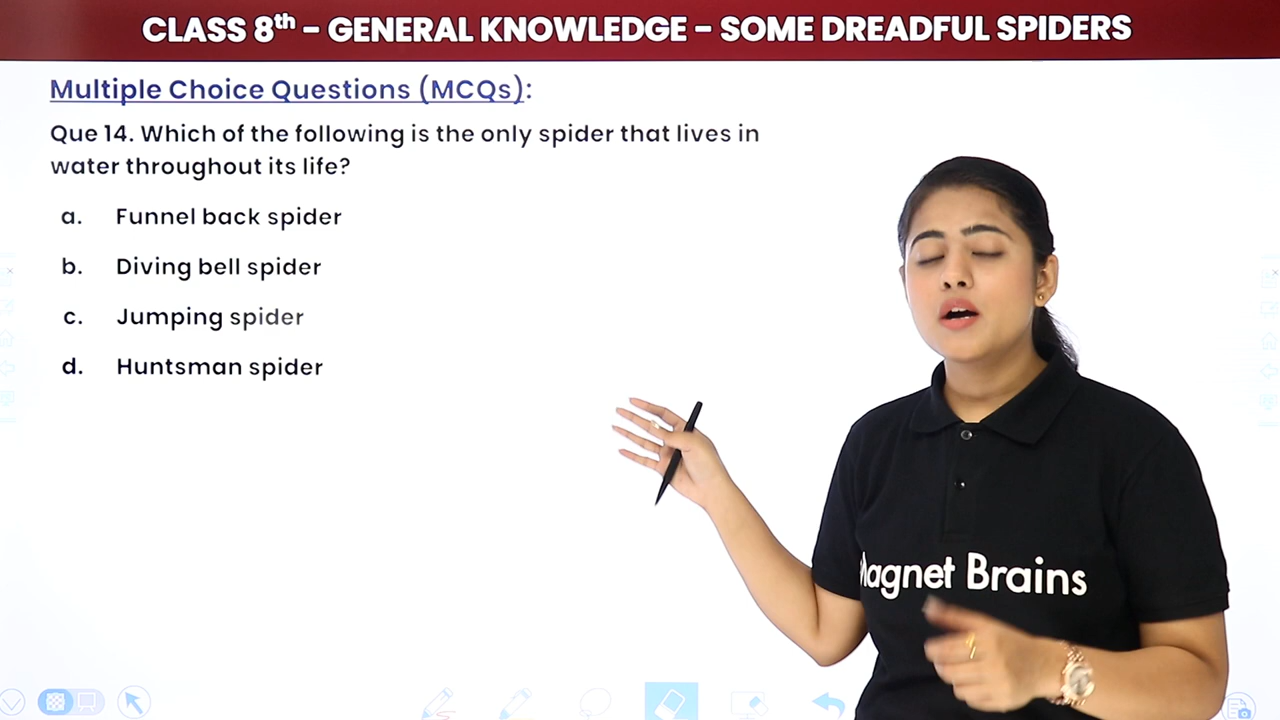 CLASS 8th – GENERAL KNOWLEDGE – SOME DREADFUL SPIDERS
Multiple Choice Questions (MCQs):
Que 14. Which of the following is the only spider that lives in
water throughout its life?
a. Funnel back spider
b. Diving bell spider
c. Jumping spider
d. Huntsman spider
Magnet Brains